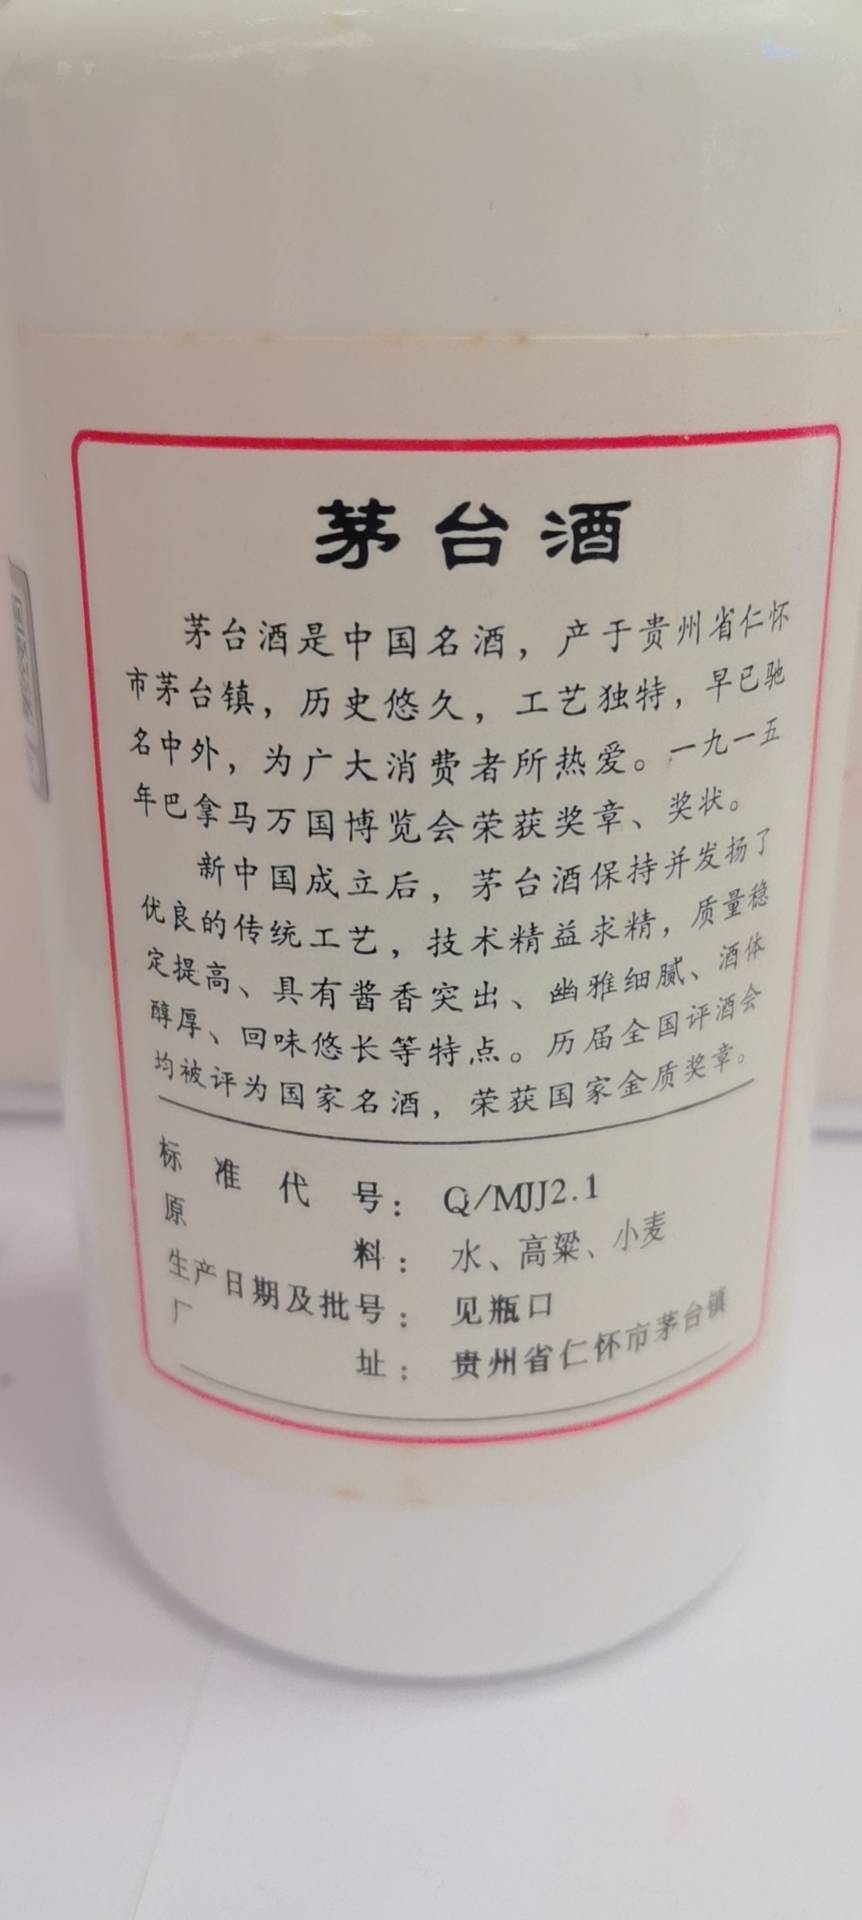 茅台酒
茅台酒是中国名酒，产于贵州省仁怀
市茅台镇，历史悠久，工艺独特，早已驰
名中外，为广大消费者所热爱。一九一五
年巴拿马万国博览会荣获奖章、奖状。
新中国成立后，茅台酒保持并发扬了
优良的传统工艺，技术精益求精，质量稳
定提高、具有酱香突出、幽雅细腻、酒体
醇厚、回味悠长等特点。历届全国评酒会
均被评为国家名酒，荣获国家金质奖章。
标准代号：Q/MJJ2.1
原料：水、高粱、小麦
生产日期及批号：见瓶口
厂址：贵州省仁怀市茅台镇